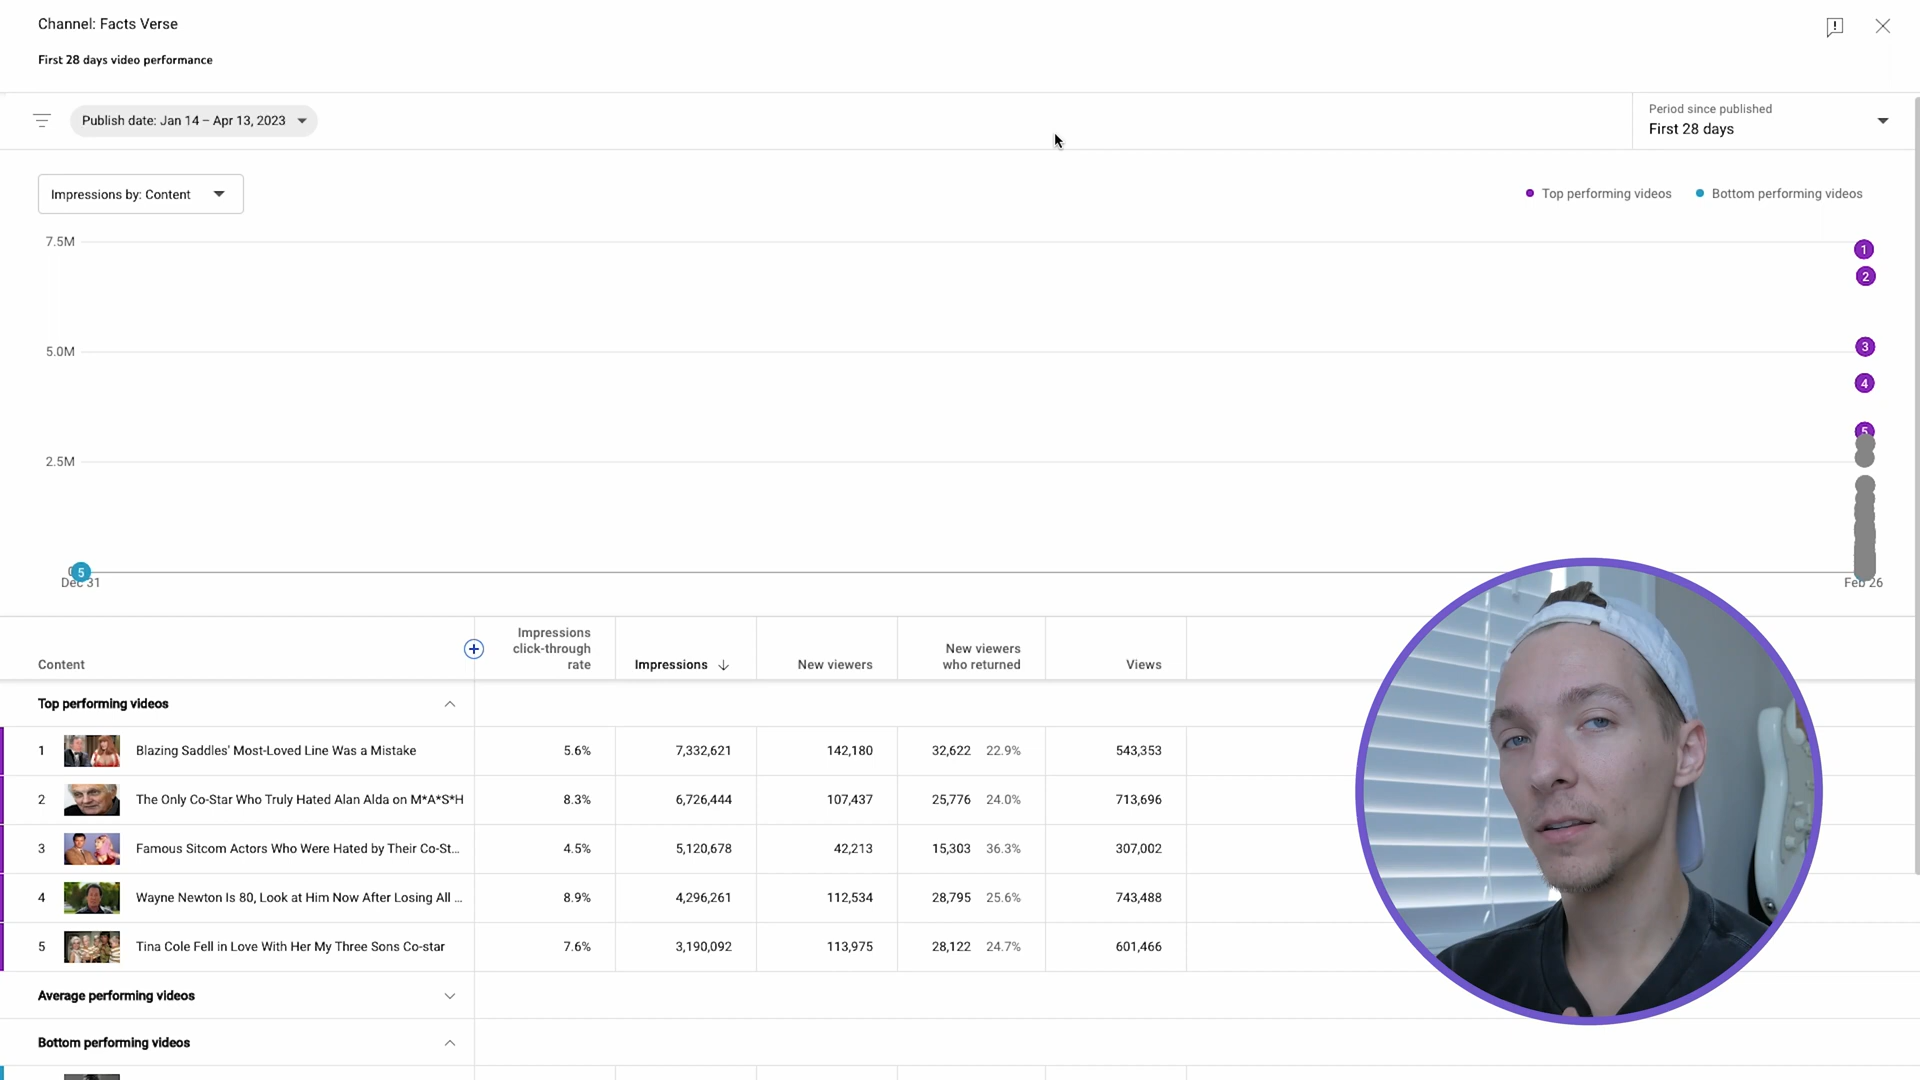 Channel: Facts Verse
First 28 days video performance
Publish date: Jan 14 – Apr 13, 2023
Period since published
First 28 days
Impressions by: Content
Top performing videos
Bottom performing videos
7.5M
5.0M
2.5M
1
2
3
4
5
5
Dec 31
Feb 26
Content
Impressions click-through rate
Impressions
New viewers
New viewers who returned
Views
Top performing videos
1 Blazing Saddles' Most-Loved Line Was a Mistake 5.6% 7,332,621 142,180 32,622 22.9% 543,353
2 The Only Co-Star Who Truly Hated Alan Alda on M*A*S*H 8.3% 6,726,444 107,437 25,776 24.0% 713,696
3 Famous Sitcom Actors Who Were Hated by Their Co-St... 4.5% 5,120,678 42,213 15,303 36.3% 307,002
4 Wayne Newton Is 80, Look at Him Now After Losing All ... 8.9% 4,296,261 112,534 28,795 25.6% 743,488
5 Tina Cole Fell in Love With Her My Three Sons Co-star 7.6% 3,190,092 113,975 28,122 24.7% 601,466
Average performing videos
Bottom performing videos